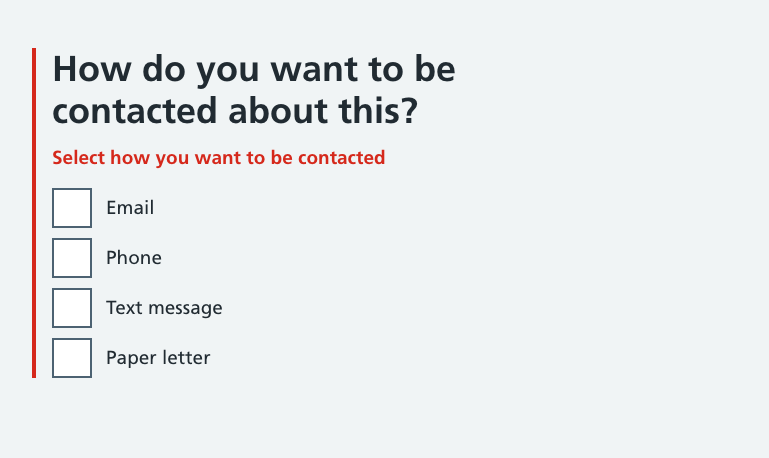 How do you want to be
contacted about this?
Select how you want to be contacted
Email
Phone
Text message
Paper letter